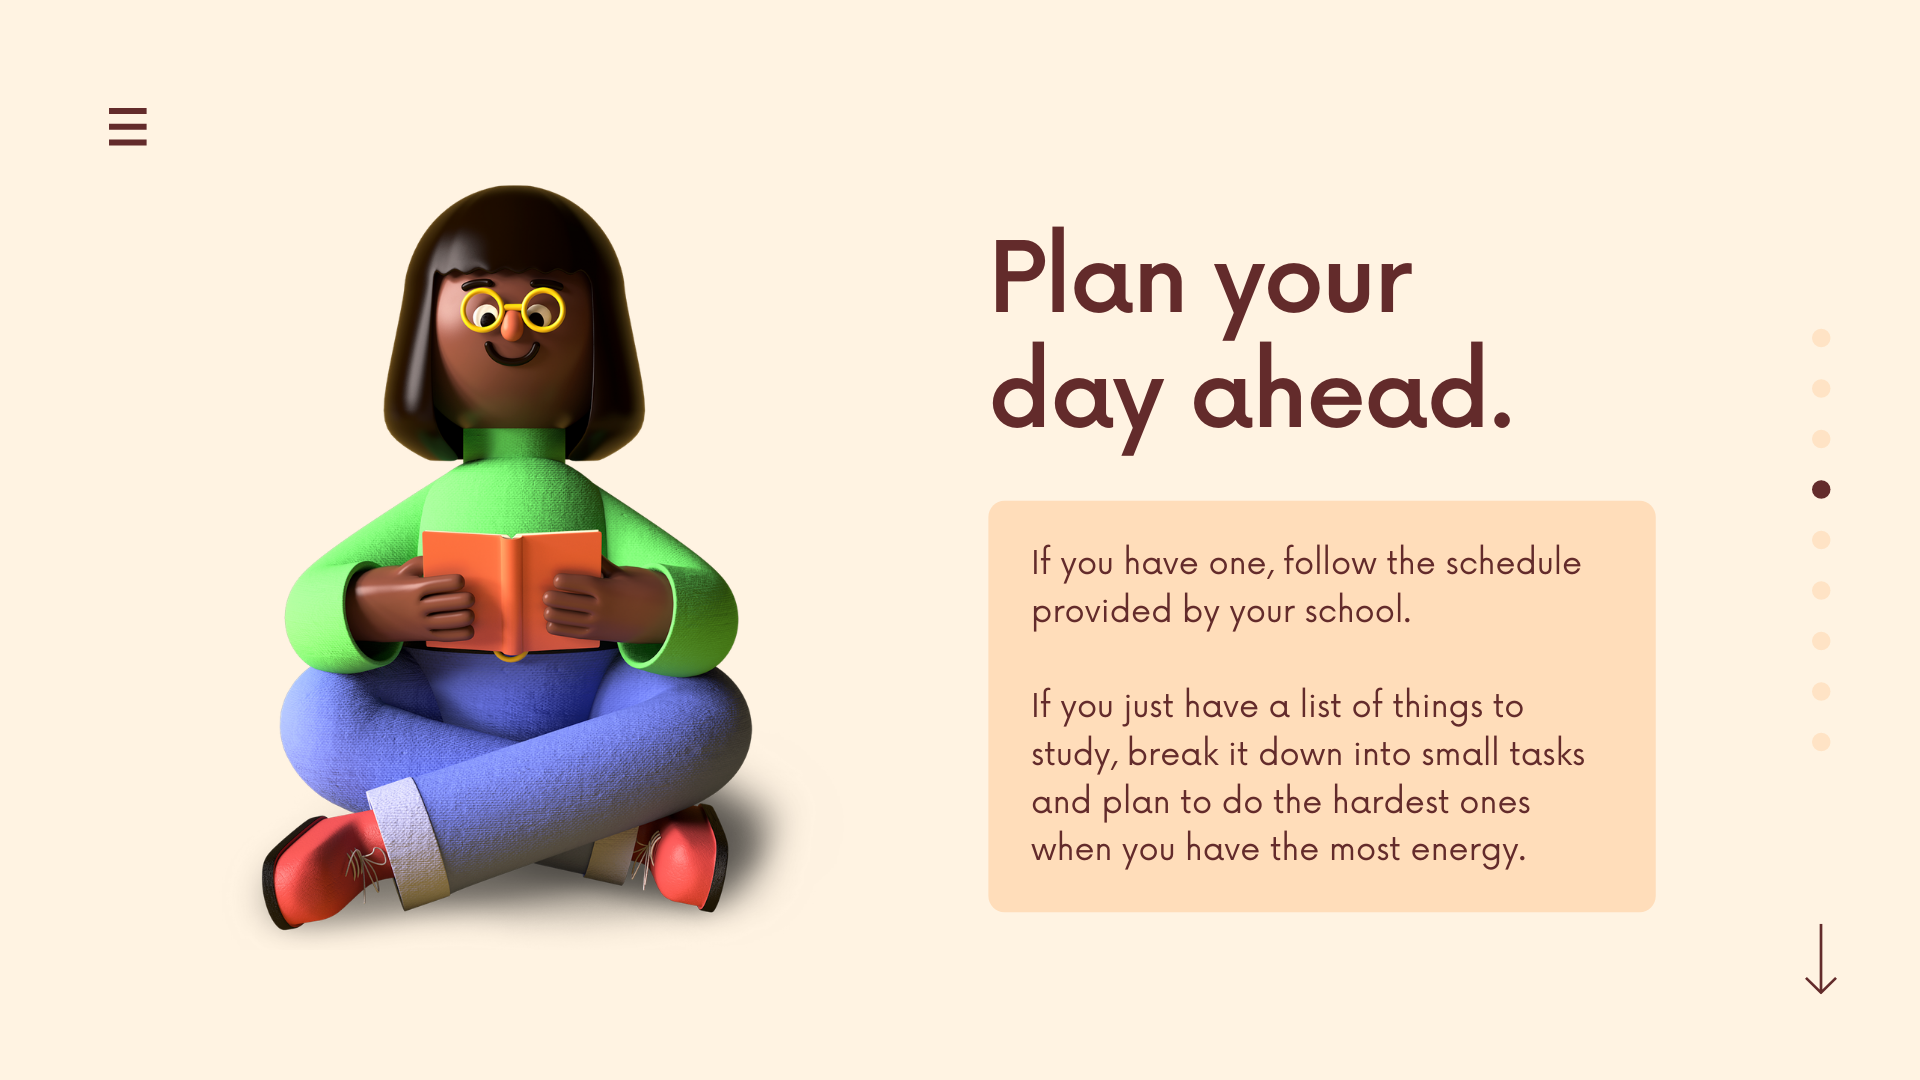 Plan your
day ahead.
If you have one, follow the schedule
provided by your school.
If you just have a list of things to
study, break it down into small tasks
and plan to do the hardest ones
when you have the most energy.